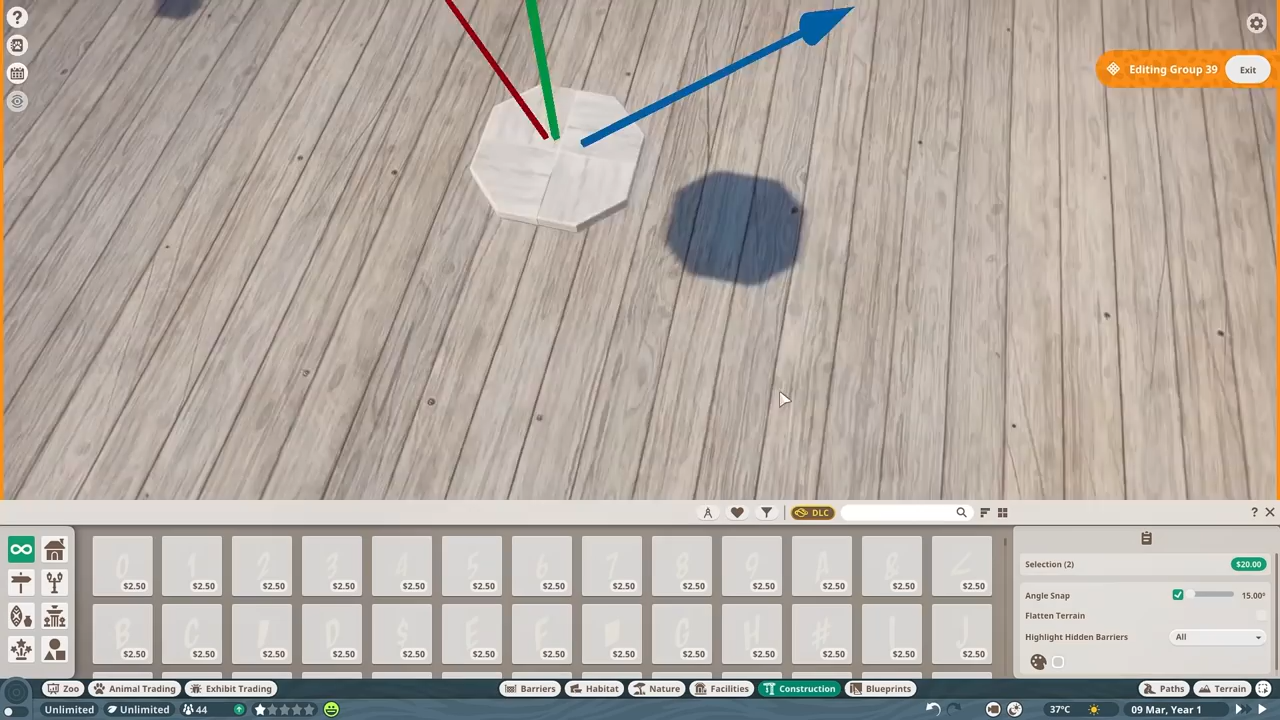 Editing Group 39 Exit
DLC
$2.50 $2.50 $2.50 $2.50 $2.50 $2.50 $2.50 $2.50 $2.50 $2.50 $2.50 $2.50 $2.50
$2.50 $2.50 $2.50 $2.50 $2.50 $2.50 $2.50 $2.50 $2.50 $2.50 $2.50 $2.50 $2.50
Selection (2) $20.00
Angle Snap 15.00°
Flatten Terrain
Highlight Hidden Barriers All
Zoo Animal Trading Exhibit Trading Barriers Habitat Nature Facilities Construction Blueprints Paths Terrain
Unlimited Unlimited 44 37°C 09 Mar, Year 1